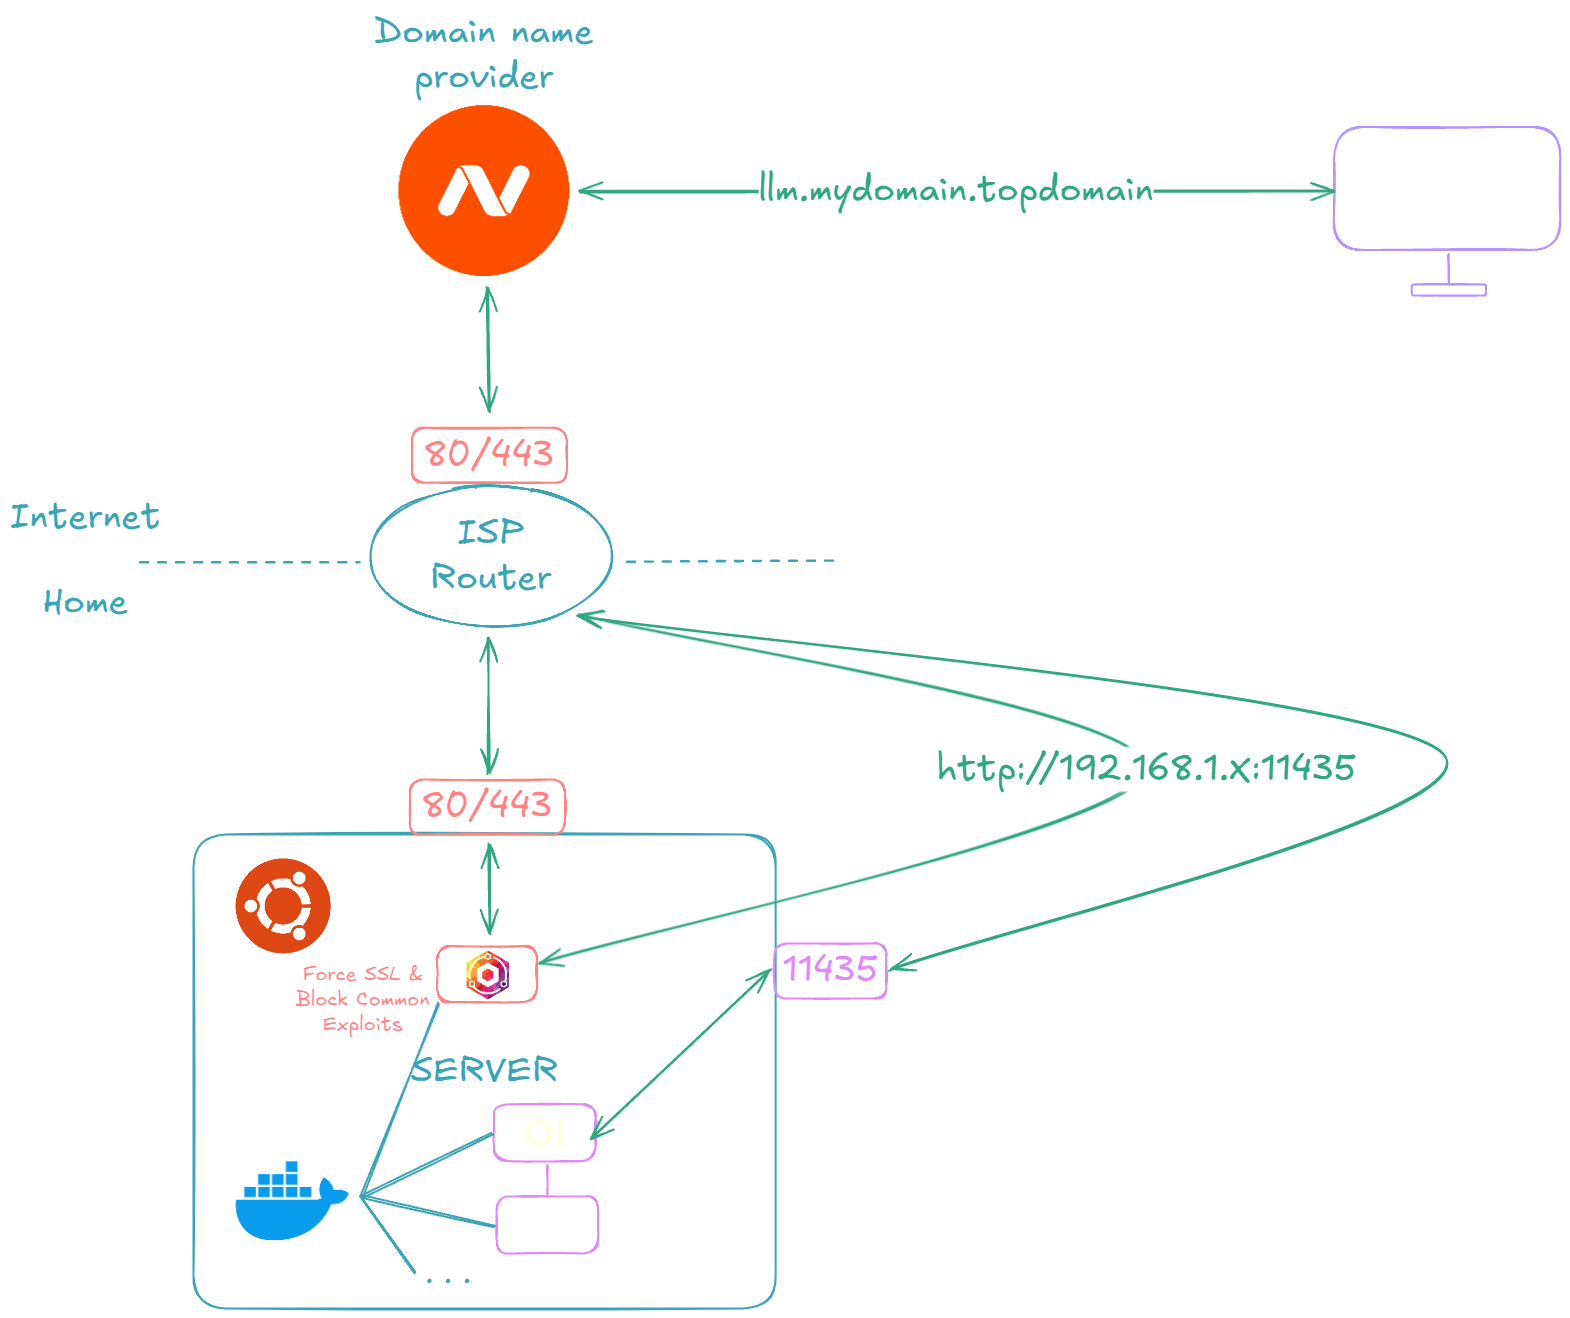 Domain name
provider
llm.mydomain.topdomain
80/443
Internet
ISP
Router
Home
http://192.168.1.x:11435
80/443
Force SSL &
Block Common
Exploits
11435
SERVER
OI
...